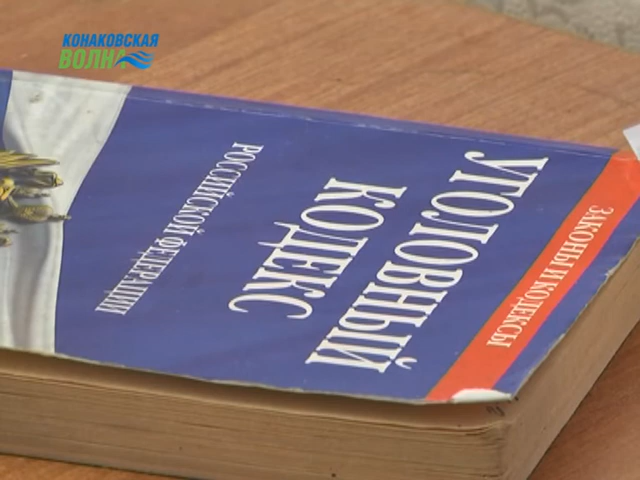 КОНАКОВСКАЯ
ВОЛНА
ЗАКОНЫ И КОДЕКСЫ
УГОЛОВНЫЙ
КОДЕКС
РОССИЙСКОЙ ФЕДЕРАЦИИ